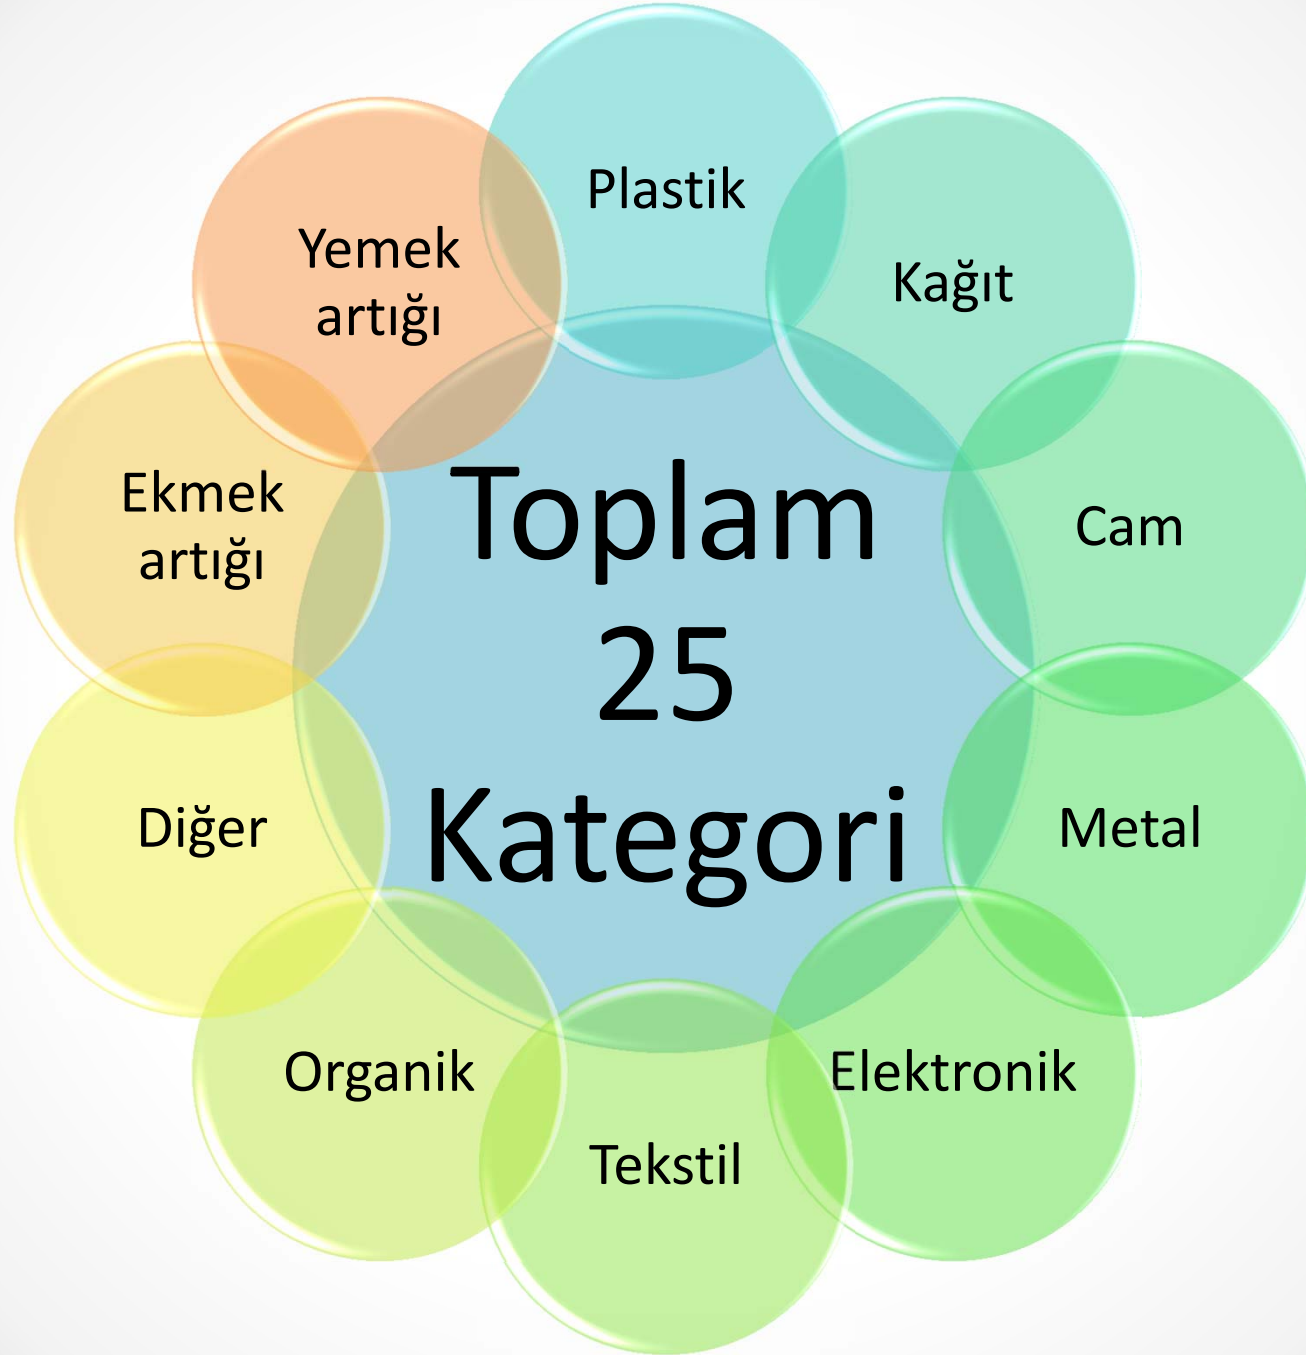 Plastik
Kağıt
Cam
Metal
Elektronik
Tekstil
Organik
Diğer
Ekmek
artığı
Yemek
artığı
Toplam
25
Kategori